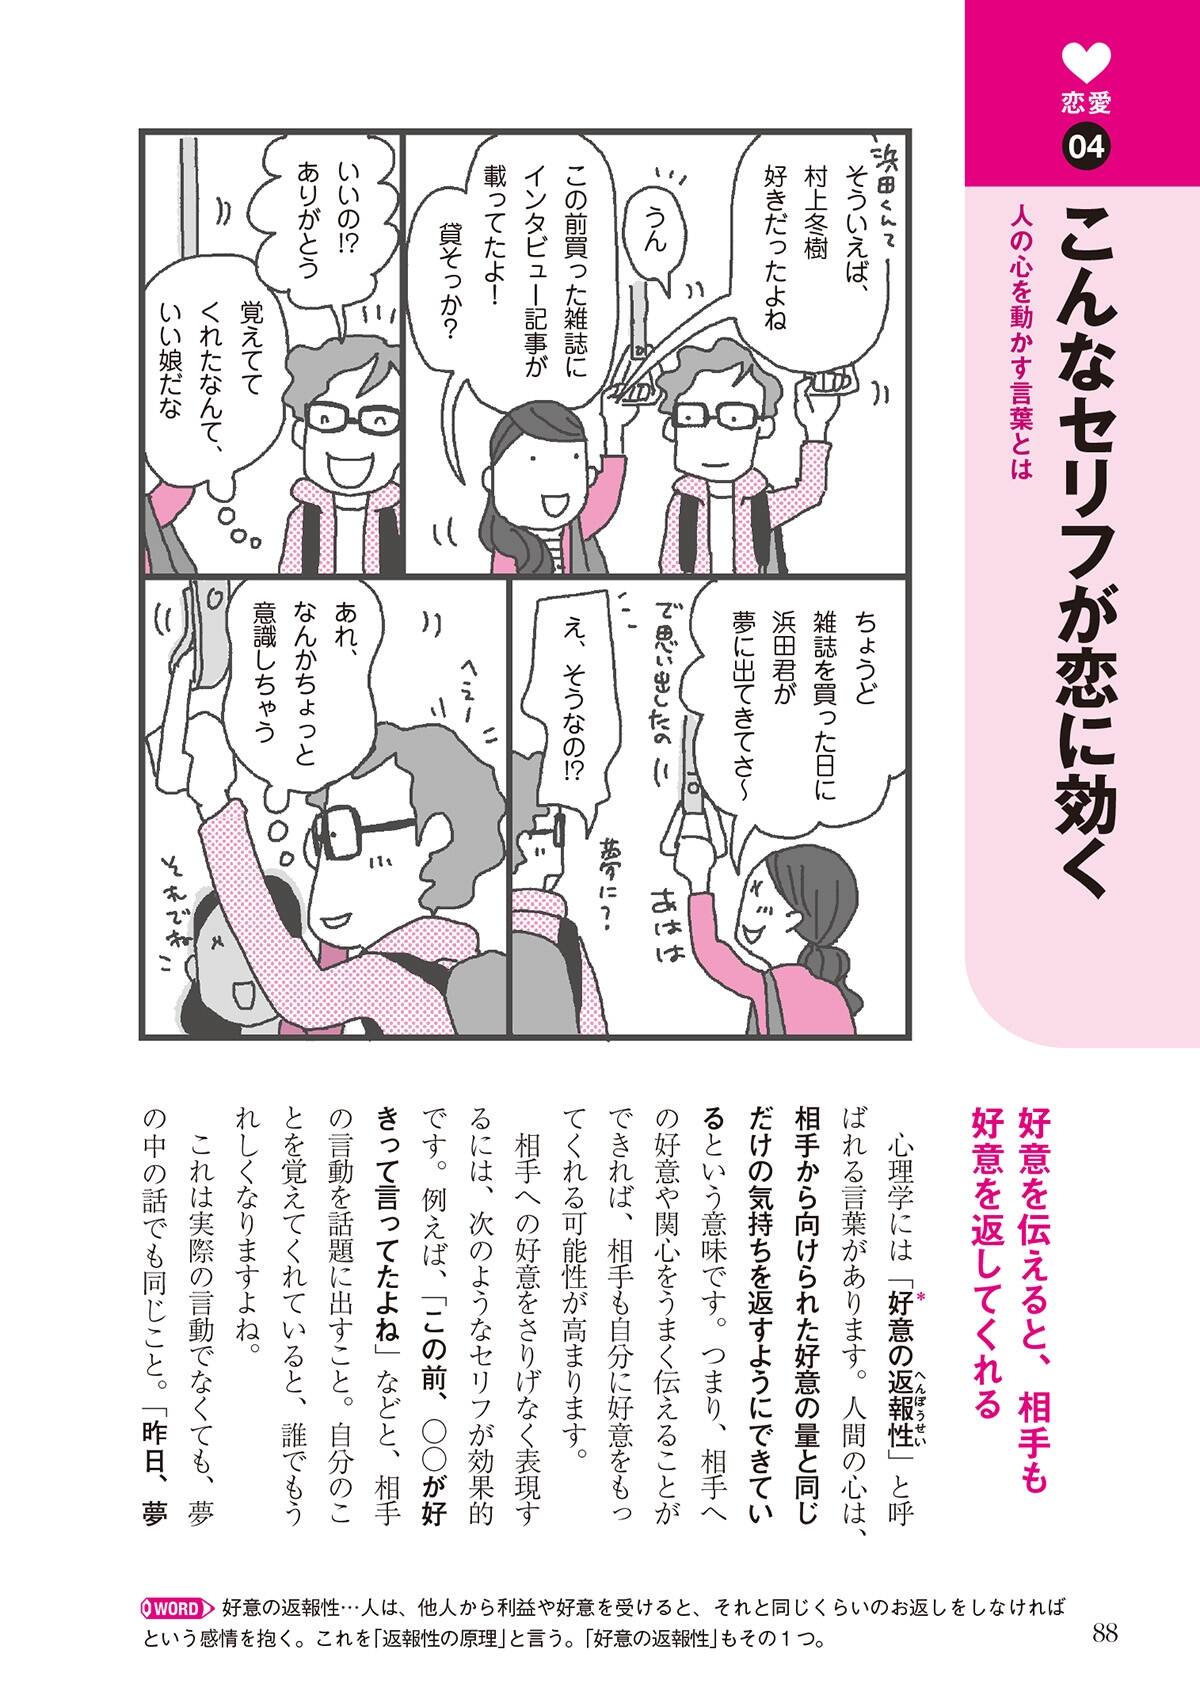 恋愛
04
こんなセリフが恋に効く
人の心を動かす言葉とは
浜田くんて
そういえば、
村上冬樹
好きだったよね
うん
この前買った雑誌に
インタビュー記事が
載ってたよ！
貸そっか？
いいの!?
ありがとう
覚えてて
くれたなんて、
いい娘だな
ちょうど
雑誌を買った日に
浜田君が
夢に出てきてさ〜
で思い出したの
あはは
え、そうなの!?
夢に？
へぇー
あれ、
なんかちょっと
意識しちゃう
それでね
好意を伝えると、相手も
好意を返してくれる
心理学には「好意の返報性」と呼
へんぽうせい
*
ばれる言葉があります。人間の心は、
相手から向けられた好意の量と同じ
だけの気持ちを返すようにできてい
るという意味です。つまり、相手へ
の好意や関心をうまく伝えることが
できれば、相手も自分に好意をもっ
てくれる可能性が高まります。
相手への好意をさりげなく表現す
るには、次のようなセリフが効果的
です。例えば、「この前、〇〇が好
きって言ってたよね」などと、相手
の言動を話題に出すこと。自分のこ
とを覚えてくれていると、誰でもう
れしくなりますよね。
これは実際の言動でなくても、夢
の中の話でも同じこと。「昨日、夢
WORD 好意の返報性…人は、他人から利益や好意を受けると、それと同じくらいのお返しをしなければ
という感情を抱く。これを「返報性の原理」と言う。「好意の返報性」もその1つ。
88